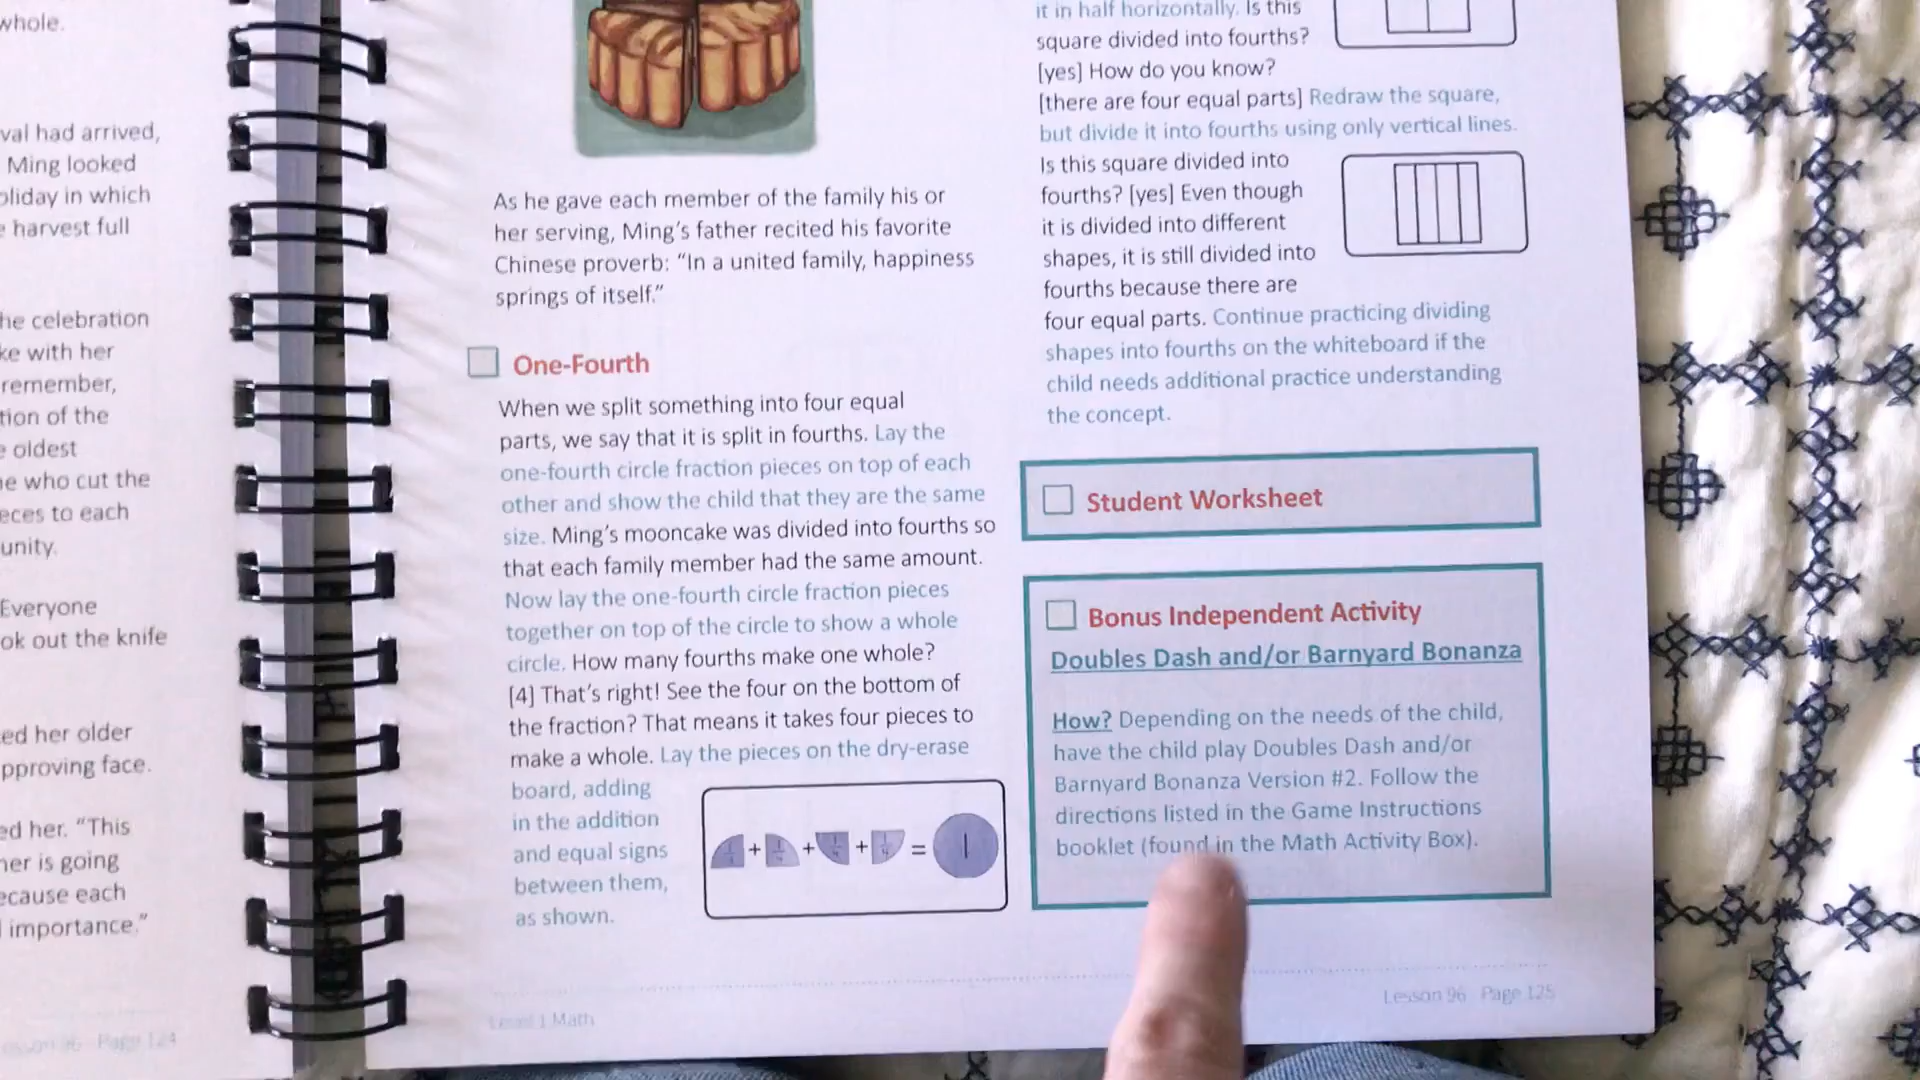 whole.
val had arrived,
Ming looked
oliday in which
harvest full
he celebration
ke with her
remember,
tion of the
oldest
ne who cut the
eces to each
unity.
Everyone
ok out the knife
ed her older
pproving face.
ed her. “This
her is going
ecause each
importance.”
Page 124
As he gave each member of the family his or
her serving, Ming’s father recited his favorite
Chinese proverb: “In a united family, happiness
springs of itself.”
One-Fourth
When we split something into four equal
parts, we say that it is split in fourths. Lay the
one-fourth circle fraction pieces on top of each
other and show the child that they are the same
size. Ming’s mooncake was divided into fourths so
that each family member had the same amount.
Now lay the one-fourth circle fraction pieces
together on top of the circle to show a whole
circle. How many fourths make one whole?
[4] That’s right! See the four on the bottom of
the fraction? That means it takes four pieces to
make a whole. Lay the pieces on the dry-erase
board, adding
in the addition
and equal signs
between them,
as shown.
1/4 + 1/4 + 1/4 + 1/4 = 1
Level 1 Math
it in half horizontally. Is this
square divided into fourths?
[yes] How do you know?
[there are four equal parts] Redraw the square,
but divide it into fourths using only vertical lines.
Is this square divided into
fourths? [yes] Even though
it is divided into different
shapes, it is still divided into
fourths because there are
four equal parts. Continue practicing dividing
shapes into fourths on the whiteboard if the
child needs additional practice understanding
the concept.
Student Worksheet
Bonus Independent Activity
Doubles Dash and/or Barnyard Bonanza
How? Depending on the needs of the child,
have the child play Doubles Dash and/or
Barnyard Bonanza Version #2. Follow the
directions listed in the Game Instructions
booklet (found in the Math Activity Box).
Lesson 96 Page 125